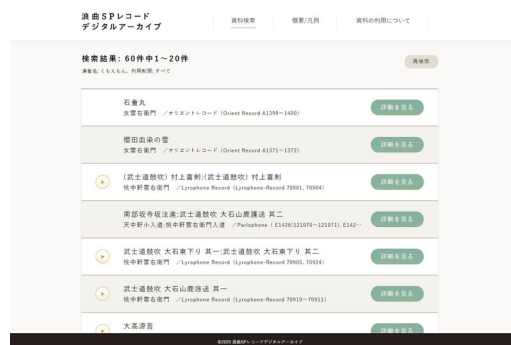 浪曲SPレコード
デジタルアーカイブ
資料検索
概要/凡例
資料の利用について
検索結果: 60件中1~20件
演者名: くもえもん, 利用制限: すべて
再検索
石童丸
女雲右衛門 /オリエントレコード (Orient Record A1399~1400)
詳細を見る
櫻田血染の雪
女雲右衛門 /オリエントレコード (Orient Record A1371~1372)
詳細を見る
(武士道鼓吹) 村上喜剣;(武士道鼓吹) 村上喜剣
桃中軒雲右衛門 /Lyrophone Record (Lyrophone-Record 70901, 70904)
詳細を見る
南部坂寺坂注進;武士道鼓吹 大石山鹿護送 其二
天中軒小入道;桃中軒雲右衛門入道 /Parlophone ( E1426(121070~121071), E142…
詳細を見る
武士道鼓吹 大石東下り 其一;武士道鼓吹 大石東下り 其二
桃中軒雲右衛門 /Lyrophone Record (Lyrophone-Record 70905, 70924)
詳細を見る
武士道鼓吹 大石山鹿護送 其一
桃中軒雲右衛門 /Lyrophone Record (Lyrophone-Record 70910~70911)
詳細を見る
大高源吾
詳細を見る
©2020 浪曲SPレコードデジタルアーカイブ